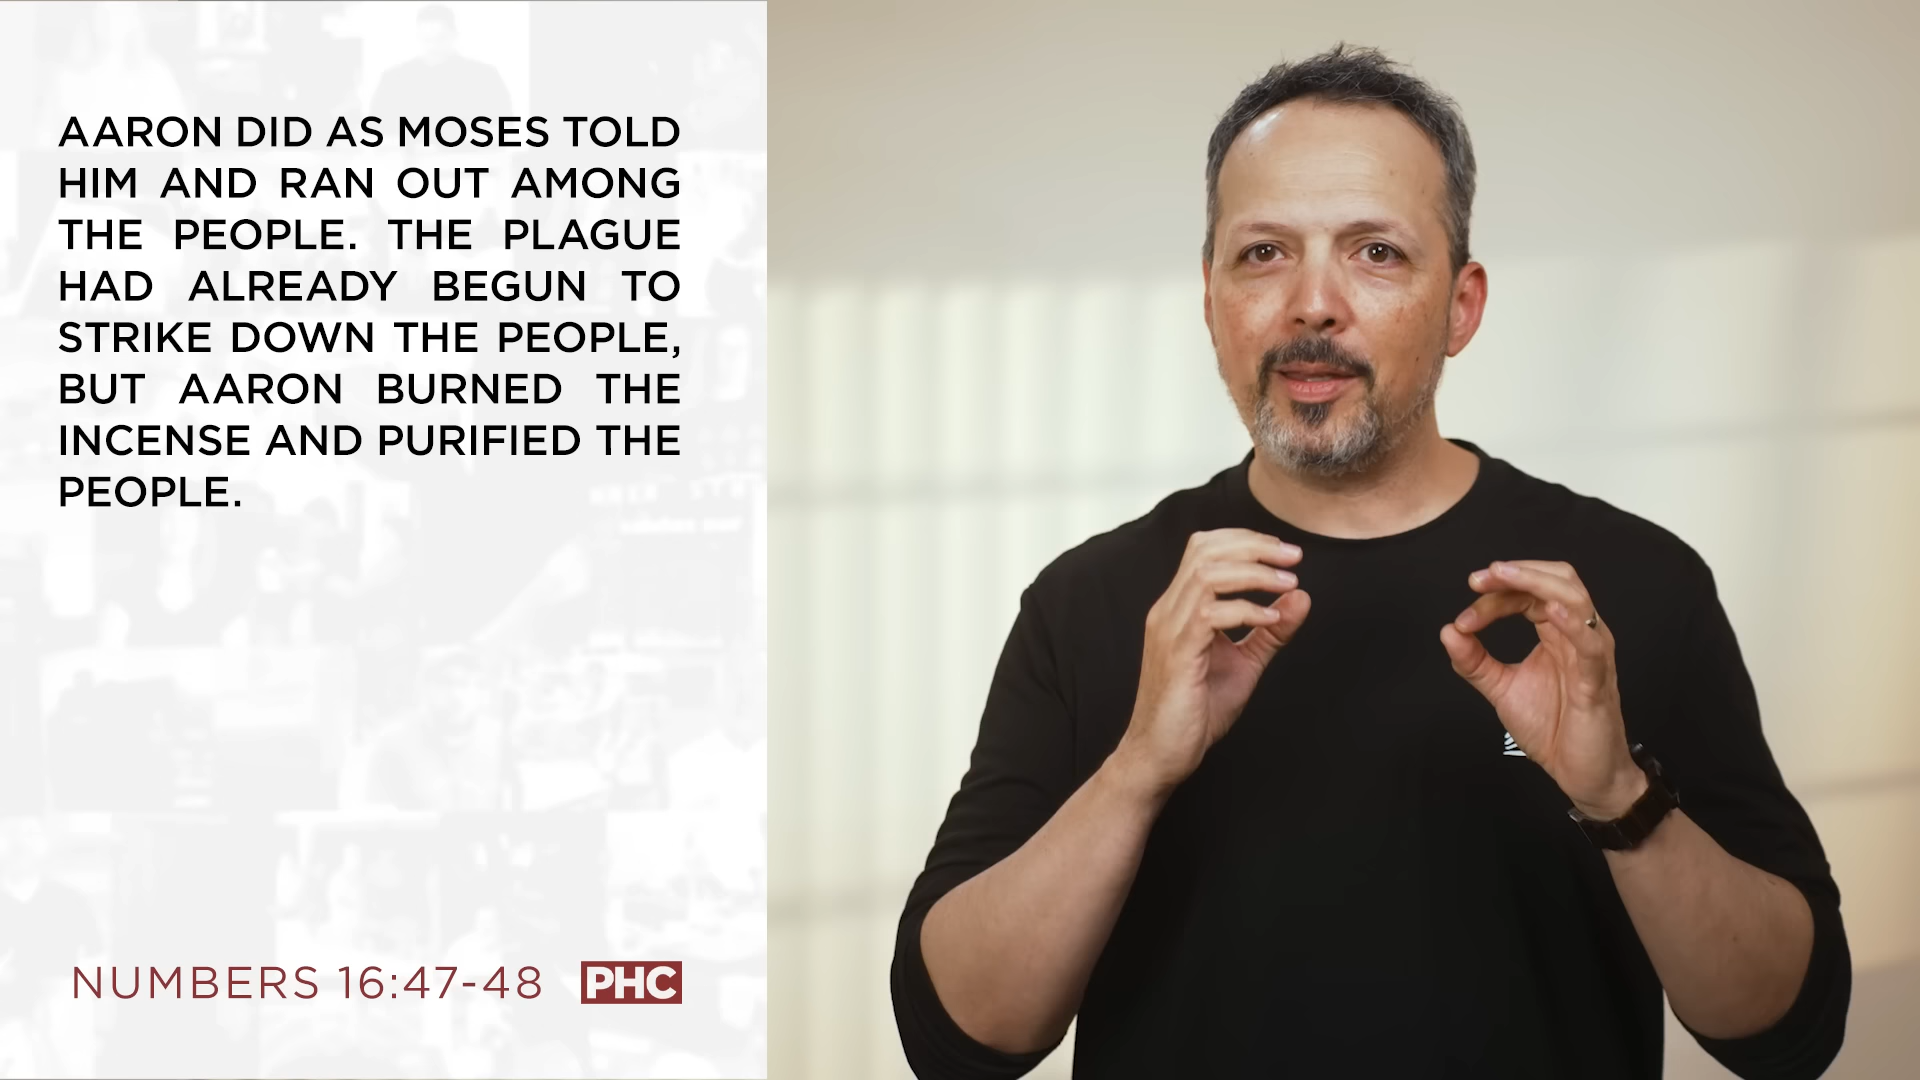 AARON DID AS MOSES TOLD
HIM AND RAN OUT AMONG
THE PEOPLE. THE PLAGUE
HAD ALREADY BEGUN TO
STRIKE DOWN THE PEOPLE,
BUT AARON BURNED THE
INCENSE AND PURIFIED THE
PEOPLE.
NUMBERS 16:47-48 PHC